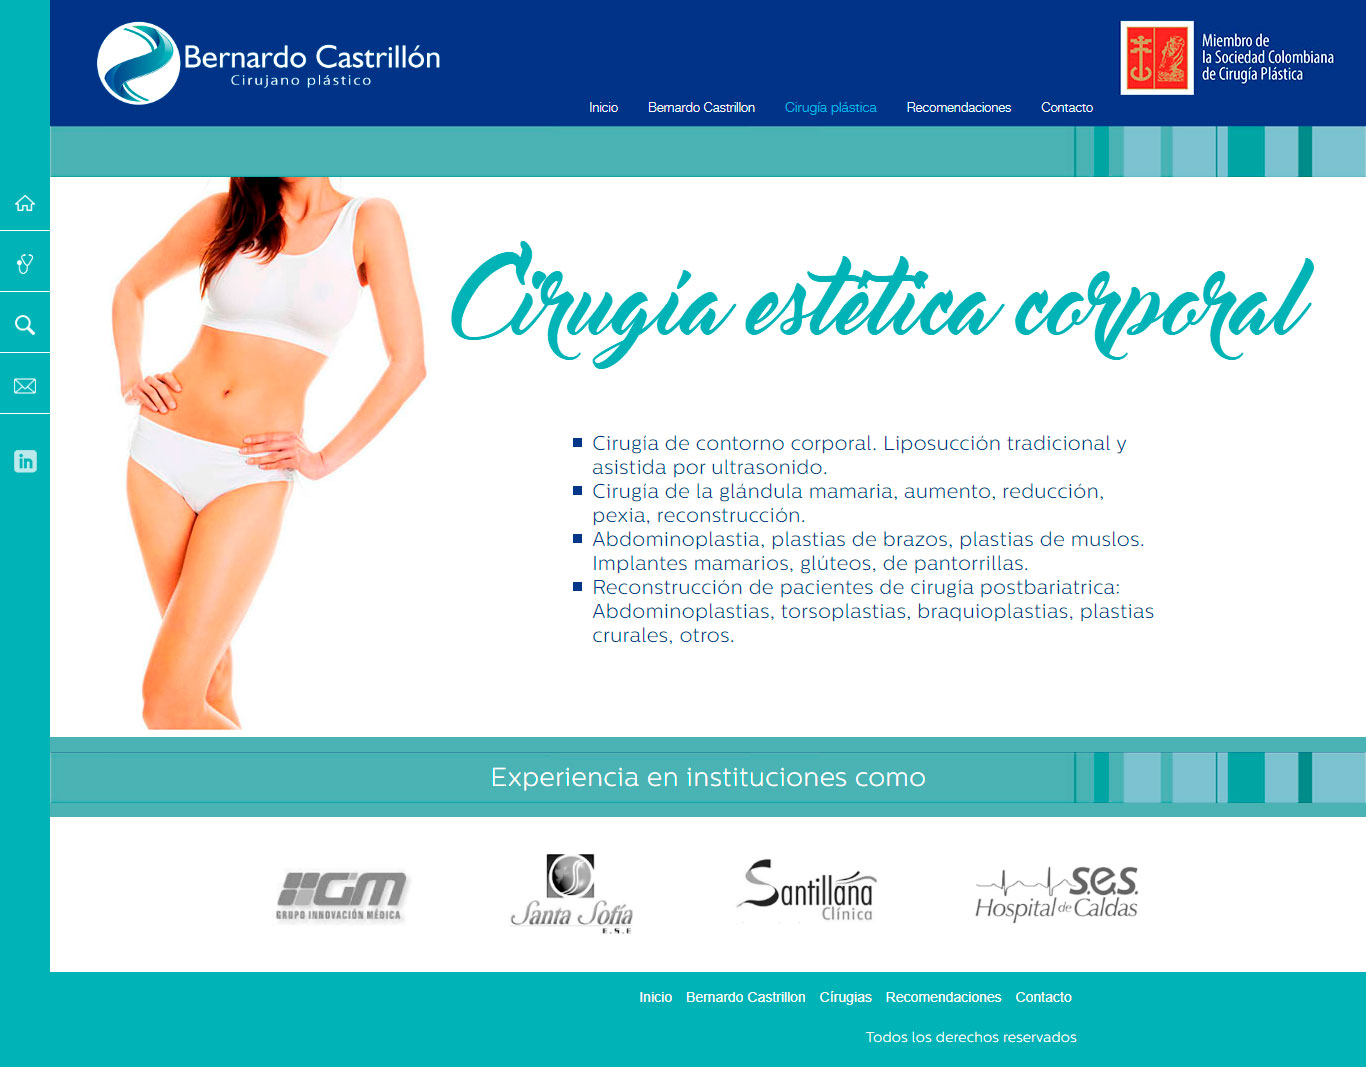 Bernardo Castrillón
Cirujano plástico
Miembro de
la Sociedad Colombiana
de Cirugía Plástica
Inicio Bernardo Castrillon Cirugía plástica Recomendaciones Contacto
Cirugía estética corporal
Cirugía de contorno corporal. Liposucción tradicional y
asistida por ultrasonido.
Cirugía de la glándula mamaria, aumento, reducción,
pexia, reconstrucción.
Abdominoplastia, plastias de brazos, plastias de muslos.
Implantes mamarios, glúteos, de pantorrillas.
Reconstrucción de pacientes de cirugía postbariatrica:
Abdominoplastias, torsoplastias, braquioplastias, plastias
crurales, otros.
in
Experiencia en instituciones como
GM
GRUPO INNOVACIÓN MÉDICA
Santa Sofía
E.S.E
Santillana
Clínica
s.e.s.
Hospital de Caldas
Inicio Bernardo Castrillon Círugias Recomendaciones Contacto
Todos los derechos reservados